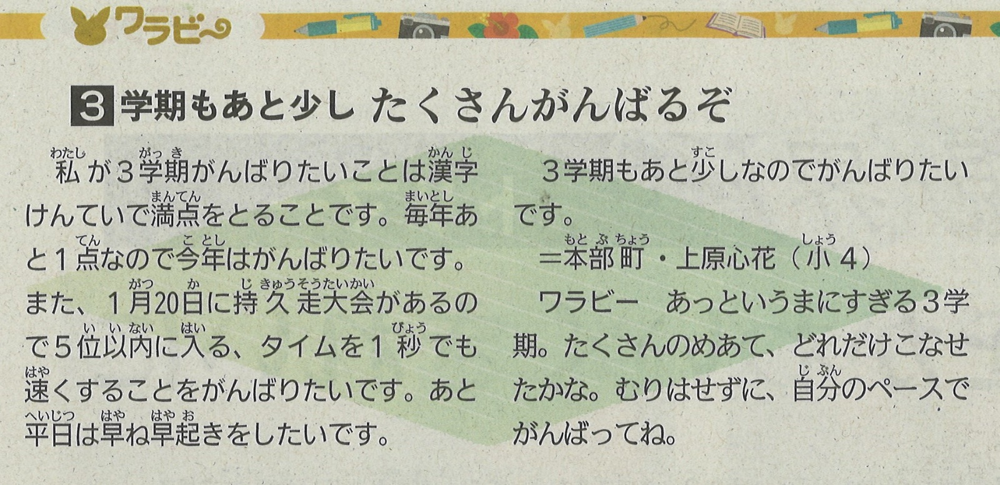 ワラビ～
3学期もあと少し たくさんがんばるぞ
私が３学期がんばりたいことは漢字
けんていで満点をとることです。毎年あ
と１点なので今年はがんばりたいです。
また、１月20日に持久走大会があるの
で５位以内に入る、タイムを１秒でも
速くすることをがんばりたいです。あと
平日は早ね早起きをしたいです。
３学期もあと少しなのでがんばりたい
です。
＝本部町・上原心花（小４）
ワラビー　あっというまにすぎる３学
期。たくさんのめあて、どれだけこなせ
たかな。むりはせずに、自分のペースで
がんばってね。